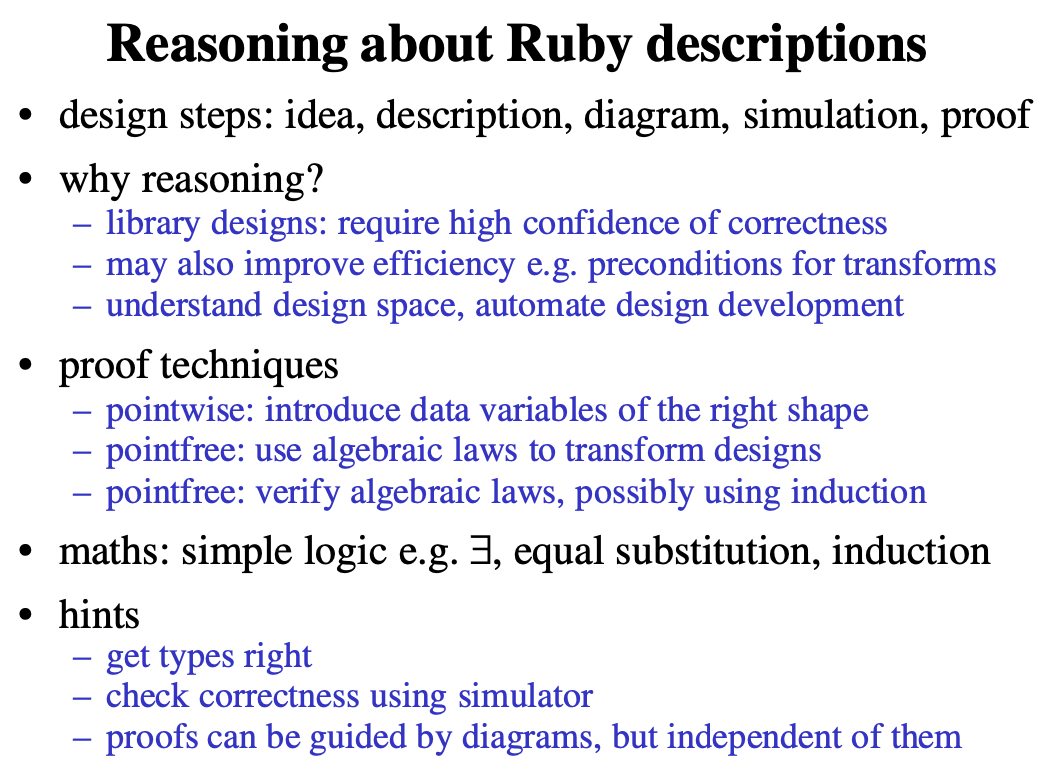 Reasoning about Ruby descriptions
• design steps: idea, description, diagram, simulation, proof
• why reasoning?
– library designs: require high confidence of correctness
– may also improve efficiency e.g. preconditions for transforms
– understand design space, automate design development
• proof techniques
– pointwise: introduce data variables of the right shape
– pointfree: use algebraic laws to transform designs
– pointfree: verify algebraic laws, possibly using induction
• maths: simple logic e.g. ∃, equal substitution, induction
• hints
– get types right
– check correctness using simulator
– proofs can be guided by diagrams, but independent of them